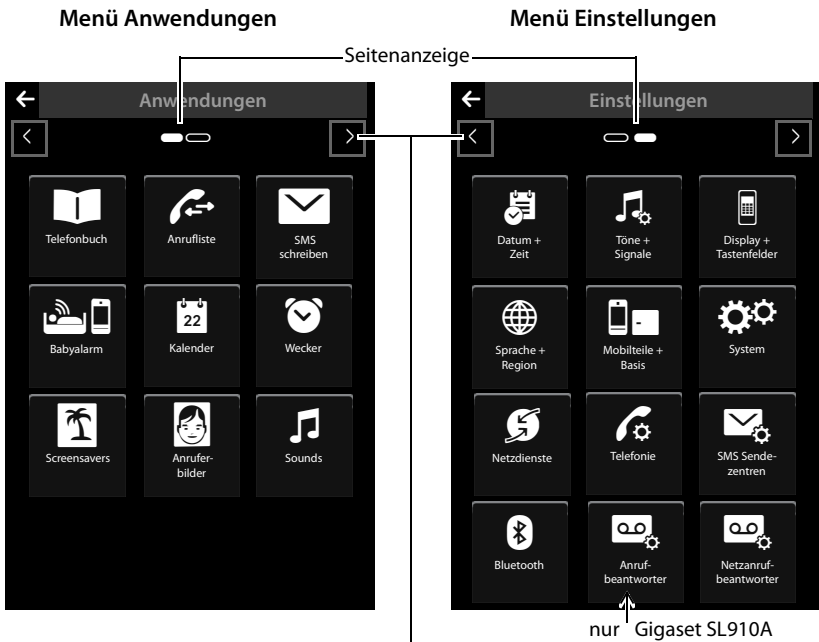 Menü Anwendungen
Menü Einstellungen
Seitenanzeige
Anwendungen
Telefonbuch
Anrufliste
SMS
schreiben
Babyalarm
22
Kalender
Wecker
Screensavers
Anrufer-
bilder
Sounds
Einstellungen
Datum +
Zeit
Töne +
Signale
Display +
Tastenfelder
Sprache +
Region
Mobilteile +
Basis
System
Netzdienste
Telefonie
SMS Sende-
zentren
Bluetooth
Anruf-
beantworter
Netzanruf-
beantworter
nur Gigaset SL910A